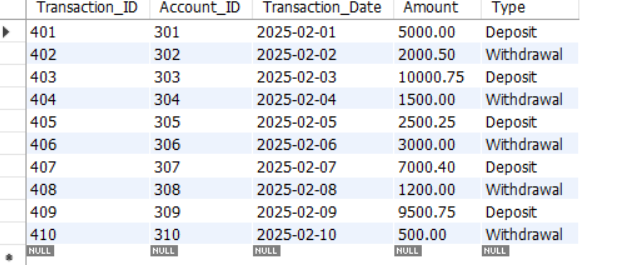 Transaction_ID Account_ID Transaction_Date Amount Type
401 301 2025-02-01 5000.00 Deposit
402 302 2025-02-02 2000.50 Withdrawal
403 303 2025-02-03 10000.75 Deposit
404 304 2025-02-04 1500.00 Withdrawal
405 305 2025-02-05 2500.25 Deposit
406 306 2025-02-06 3000.00 Withdrawal
407 307 2025-02-07 7000.40 Deposit
408 308 2025-02-08 1200.00 Withdrawal
409 309 2025-02-09 9500.75 Deposit
410 310 2025-02-10 500.00 Withdrawal
NULL NULL NULL NULL NULL